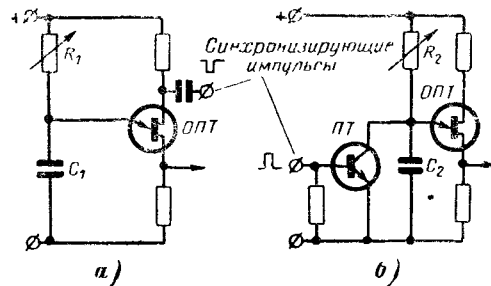 +
R₁
C₁
ОПТ
Синхронизирующие
импульсы
+
R₂
ОПТ
ПТ
C₂
а)
б)